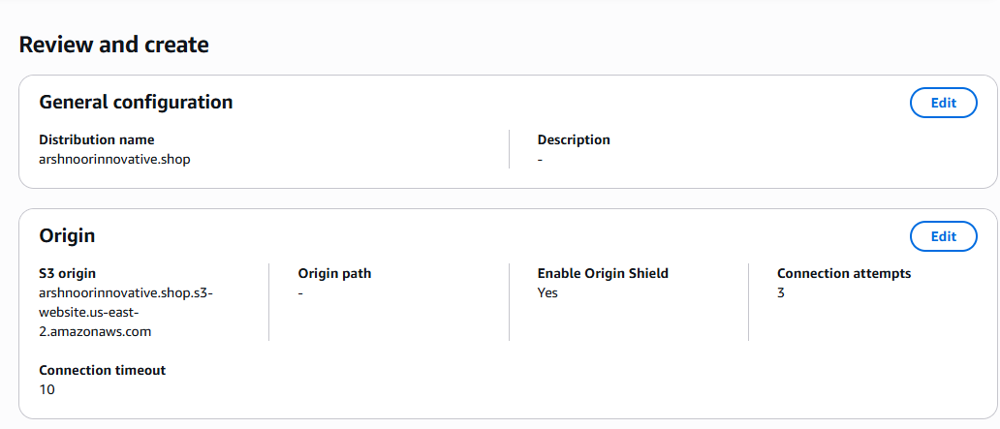 Review and create
General configuration
Edit
Distribution name
arshnoorinnovative.shop
Description
-
Origin
Edit
S3 origin
arshnoorinnovative.shop.s3-
website.us-east-
2.amazonaws.com
Origin path
-
Enable Origin Shield
Yes
Connection attempts
3
Connection timeout
10